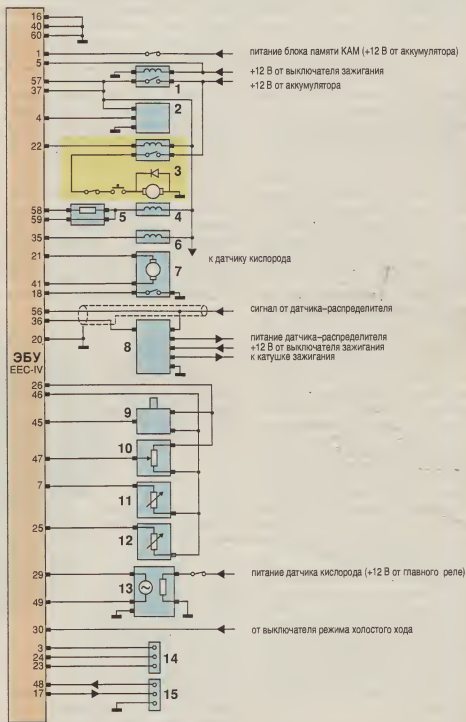 16
40
60
1 питание блока памяти КАМ (+12 В от аккумулятора)
5 +12 В от выключателя зажигания
57 +12 В от аккумулятора
37 1
2
4
22
3
58 4
59 5
35 6
к датчику кислорода
21
7
41
18
56 сигнал от датчика-распределителя
36
питание датчика-распределителя
20 8 +12 В от выключателя зажигания
к катушке зажигания
ЭБУ
EEC-IV
26
46
9
45
10
47
7
11
25
12
29 питание датчика кислорода (+12 В от главного реле)
13
49
30 от выключателя режима холостого хода
3
24 14
23
48
17 15